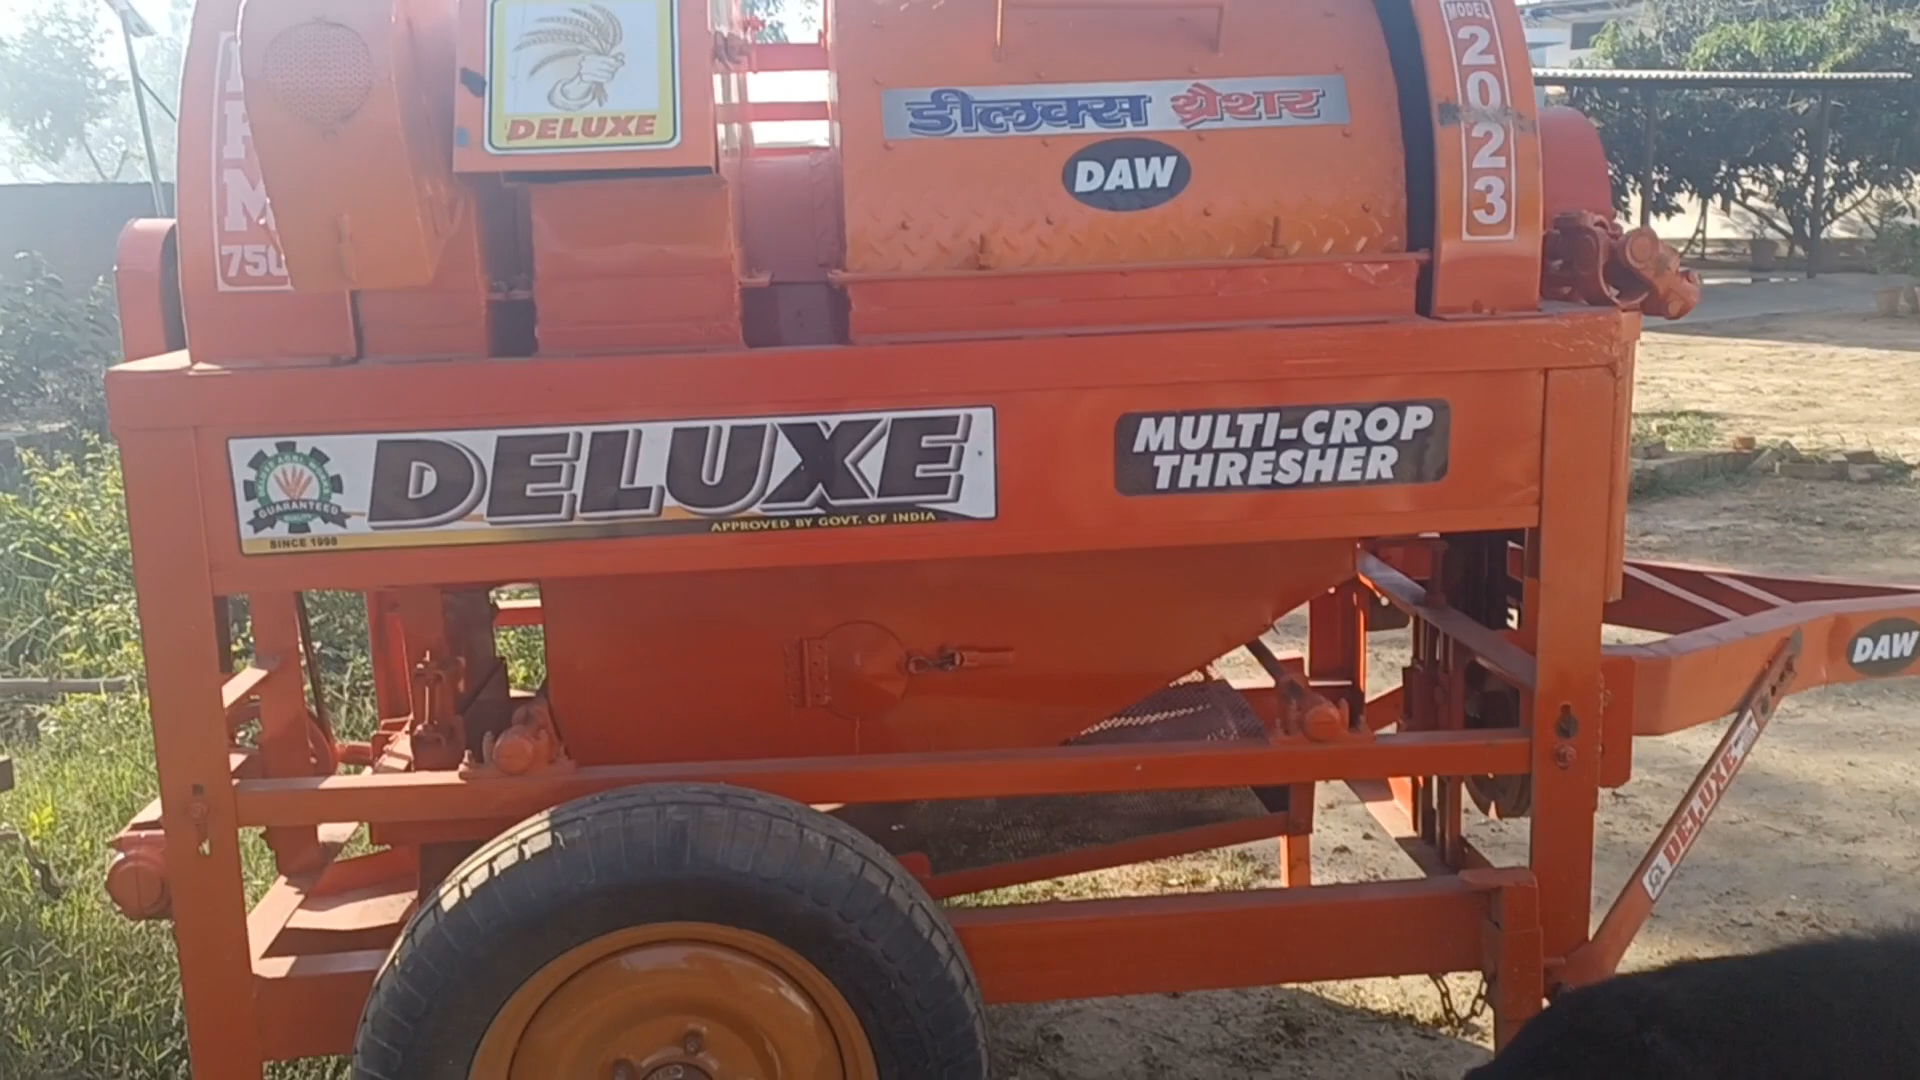 DELUXE
डीलक्स थ्रेशर
DAW
MODEL
2023
RPM
750
DELUXE
APPROVED BY GOVT. OF INDIA
GUARANTEED
SINCE 1998
MULTI-CROP
THRESHER
DAW
DELUXE